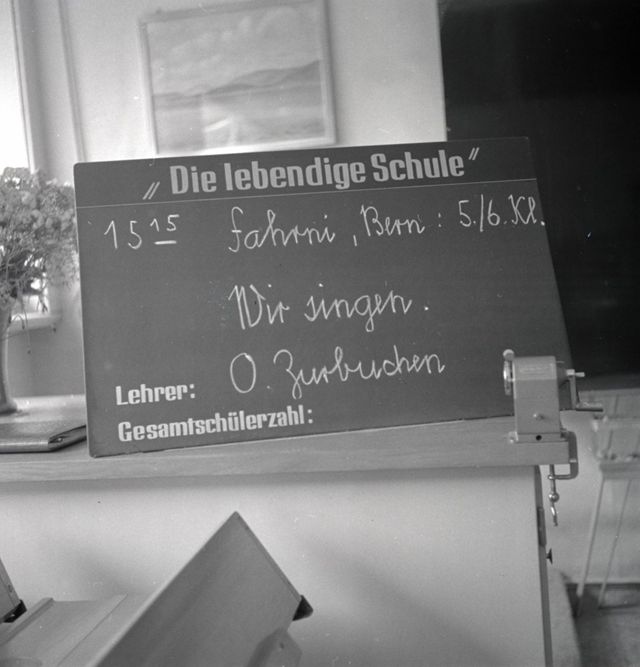 „Die lebendige Schule"
15 15 Fahrni, Bern: 5./6. Kl.
Wir singen.
Lehrer: O. Zurbuchen
Gesamtschülerzahl: